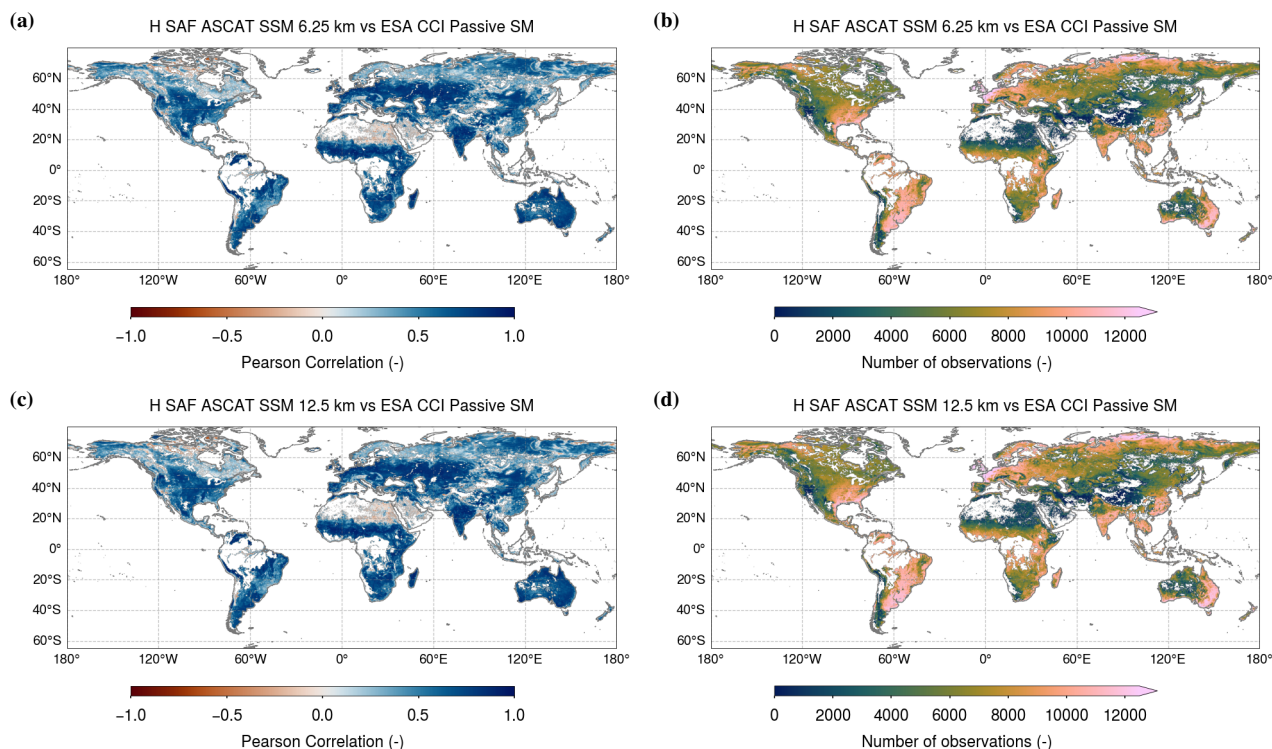 (a)
H SAF ASCAT SSM 6.25 km vs ESA CCI Passive SM
60°N
40°N
20°N
0°
20°S
40°S
60°S
180° 120°W 60°W 0° 60°E 120°E 180°
−1.0 −0.5 0.0 0.5 1.0
Pearson Correlation (-)
(b)
H SAF ASCAT SSM 6.25 km vs ESA CCI Passive SM
60°N
40°N
20°N
0°
20°S
40°S
60°S
180° 120°W 60°W 0° 60°E 120°E 180°
0 2000 4000 6000 8000 10000 12000
Number of observations (-)
(c)
H SAF ASCAT SSM 12.5 km vs ESA CCI Passive SM
60°N
40°N
20°N
0°
20°S
40°S
60°S
180° 120°W 60°W 0° 60°E 120°E 180°
−1.0 −0.5 0.0 0.5 1.0
Pearson Correlation (-)
(d)
H SAF ASCAT SSM 12.5 km vs ESA CCI Passive SM
60°N
40°N
20°N
0°
20°S
40°S
60°S
180° 120°W 60°W 0° 60°E 120°E 180°
0 2000 4000 6000 8000 10000 12000
Number of observations (-)